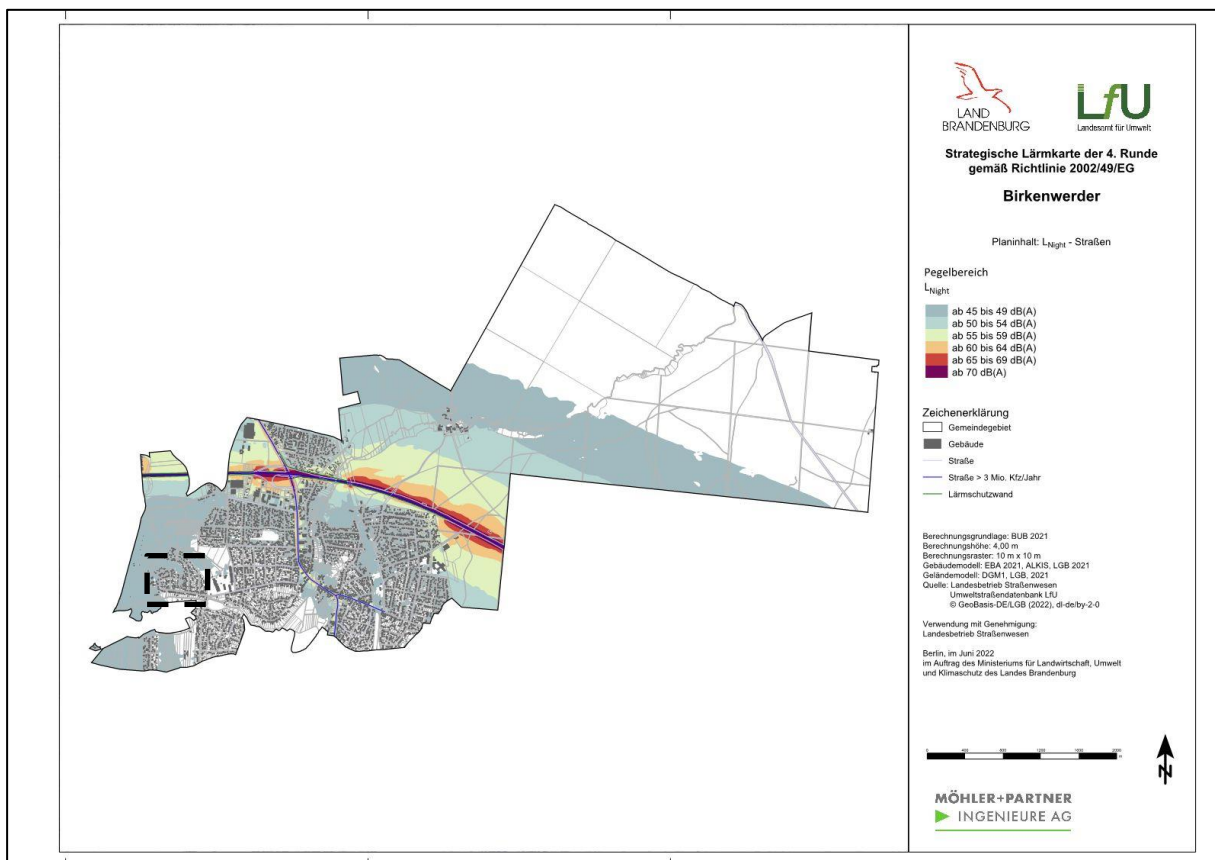 LAND
BRANDENBURG
LfU
Landesamt für Umwelt
Strategische Lärmkarte der 4. Runde
gemäß Richtlinie 2002/49/EG
Birkenwerder
Planinhalt: LNight - Straßen
Pegelbereich
LNight
ab 45 bis 49 dB(A)
ab 50 bis 54 dB(A)
ab 55 bis 59 dB(A)
ab 60 bis 64 dB(A)
ab 65 bis 69 dB(A)
ab 70 dB(A)
Zeichenerklärung
Gemeindegebiet
Gebäude
Straße
Straße > 3 Mio. Kfz/Jahr
Lärmschutzwand
Berechnungsgrundlage: BUB 2021
Berechnungshöhe: 4,00 m
Berechnungsraster: 10 m x 10 m
Gebäudemodell: EBA 2021, ALKIS, LGB 2021
Geländemodell: DGM1, LGB, 2021
Quelle: Landesbetrieb Straßenwesen
Umweltstraßendatenbank LfU
© GeoBasis-DE/LGB (2022), dl-de/by-2-0
Verwendung mit Genehmigung:
Landesbetrieb Straßenwesen
Berlin, im Juni 2022
im Auftrag des Ministeriums für Landwirtschaft, Umwelt
und Klimaschutz des Landes Brandenburg
0 400 800 1200 1600 2000
m
N
MÖHLER+PARTNER
INGENIEURE AG